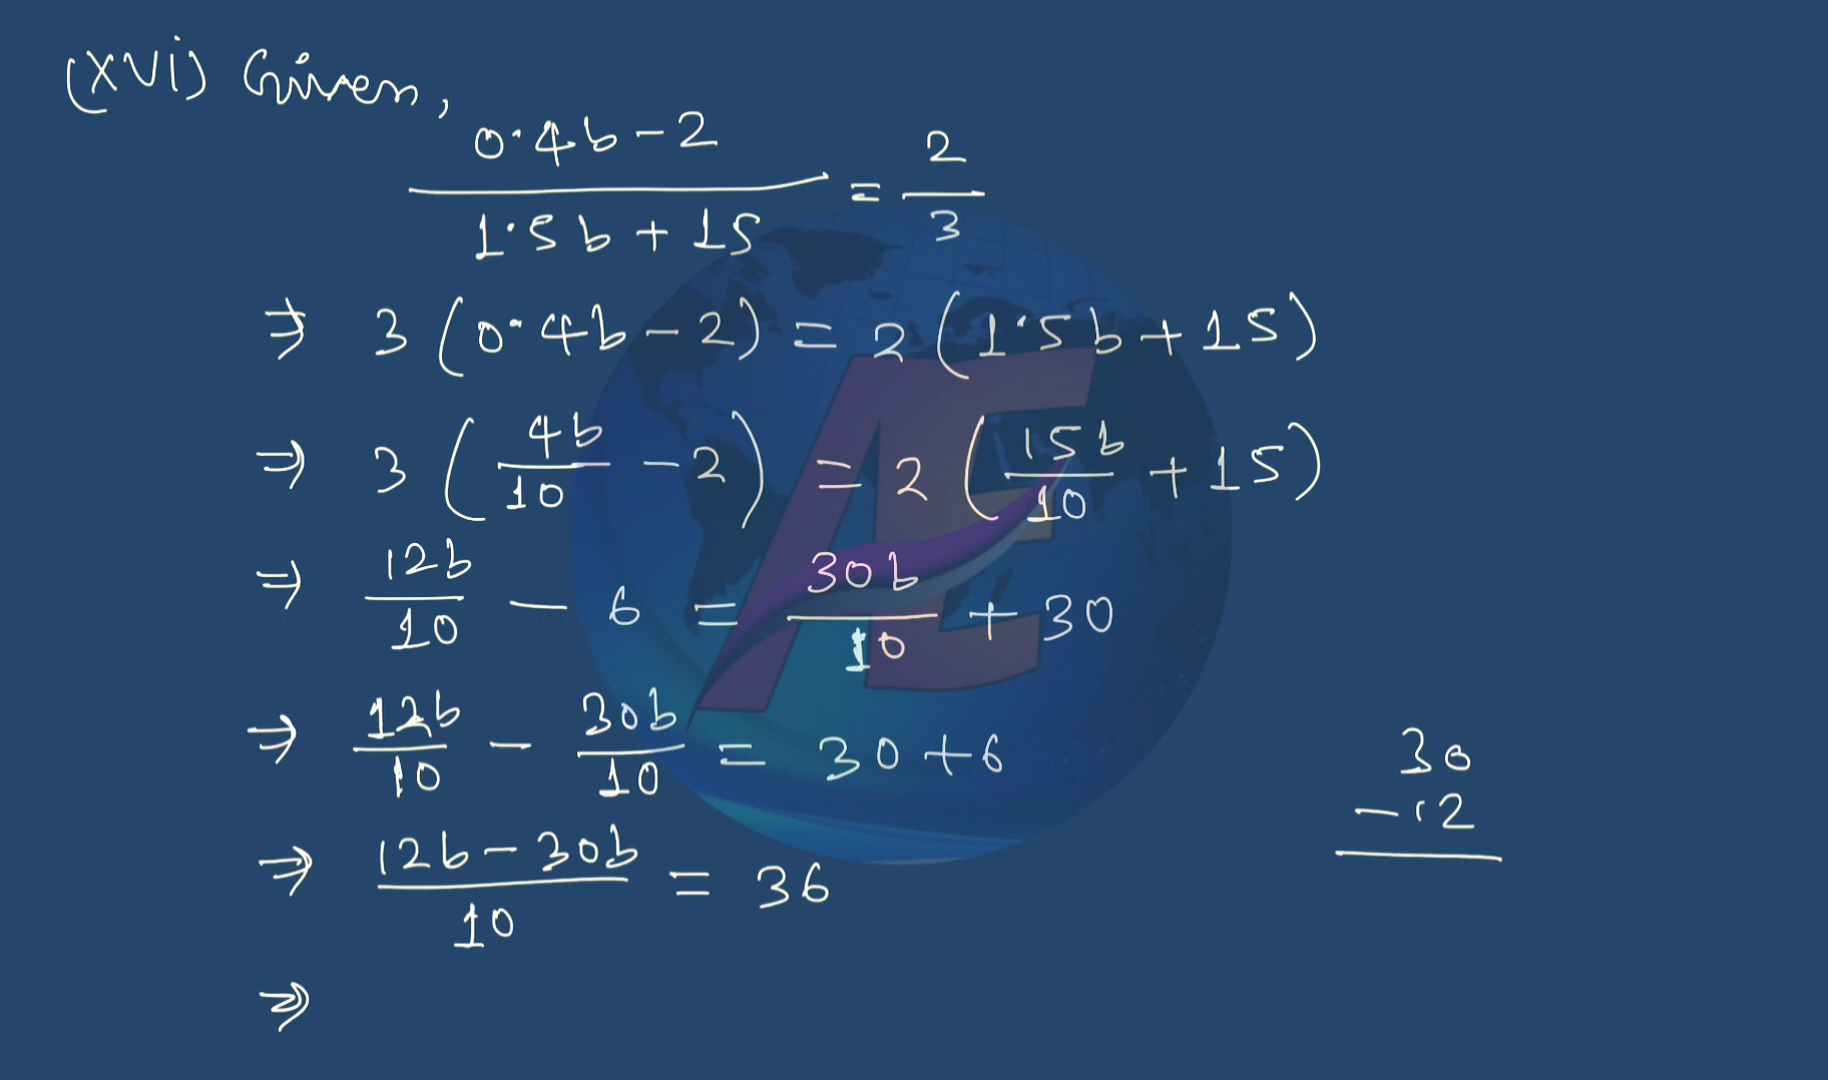 (XVI) Given,
0.4b-2 / 1.5b+15 = 2/3
⇒ 3(0.4b-2) = 2(1.5b+15)
⇒ 3(4b/10 -2) = 2(15b/10 +15)
⇒ 12b/10 - 6 = 30b/10 + 30
⇒ 12b/10 - 30b/10 = 30+6
30
-12
⇒ 12b-30b / 10 = 36
⇒
AE